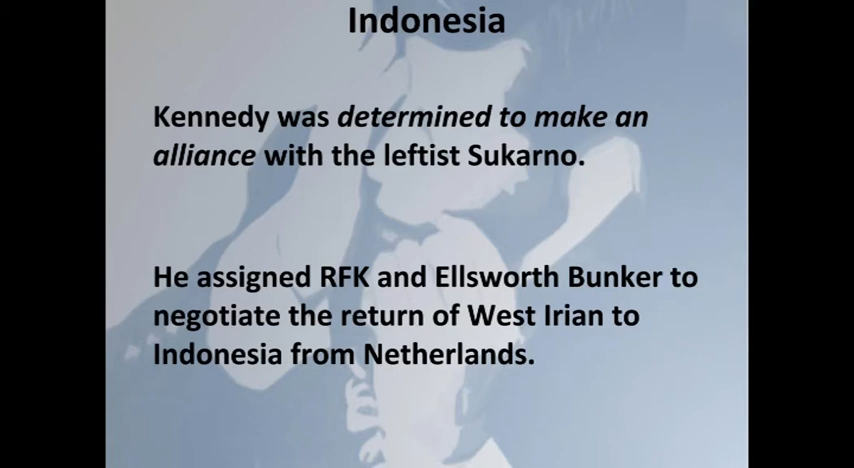 Indonesia
Kennedy was determined to make an
alliance with the leftist Sukarno.
He assigned RFK and Ellsworth Bunker to
negotiate the return of West Irian to
Indonesia from Netherlands.